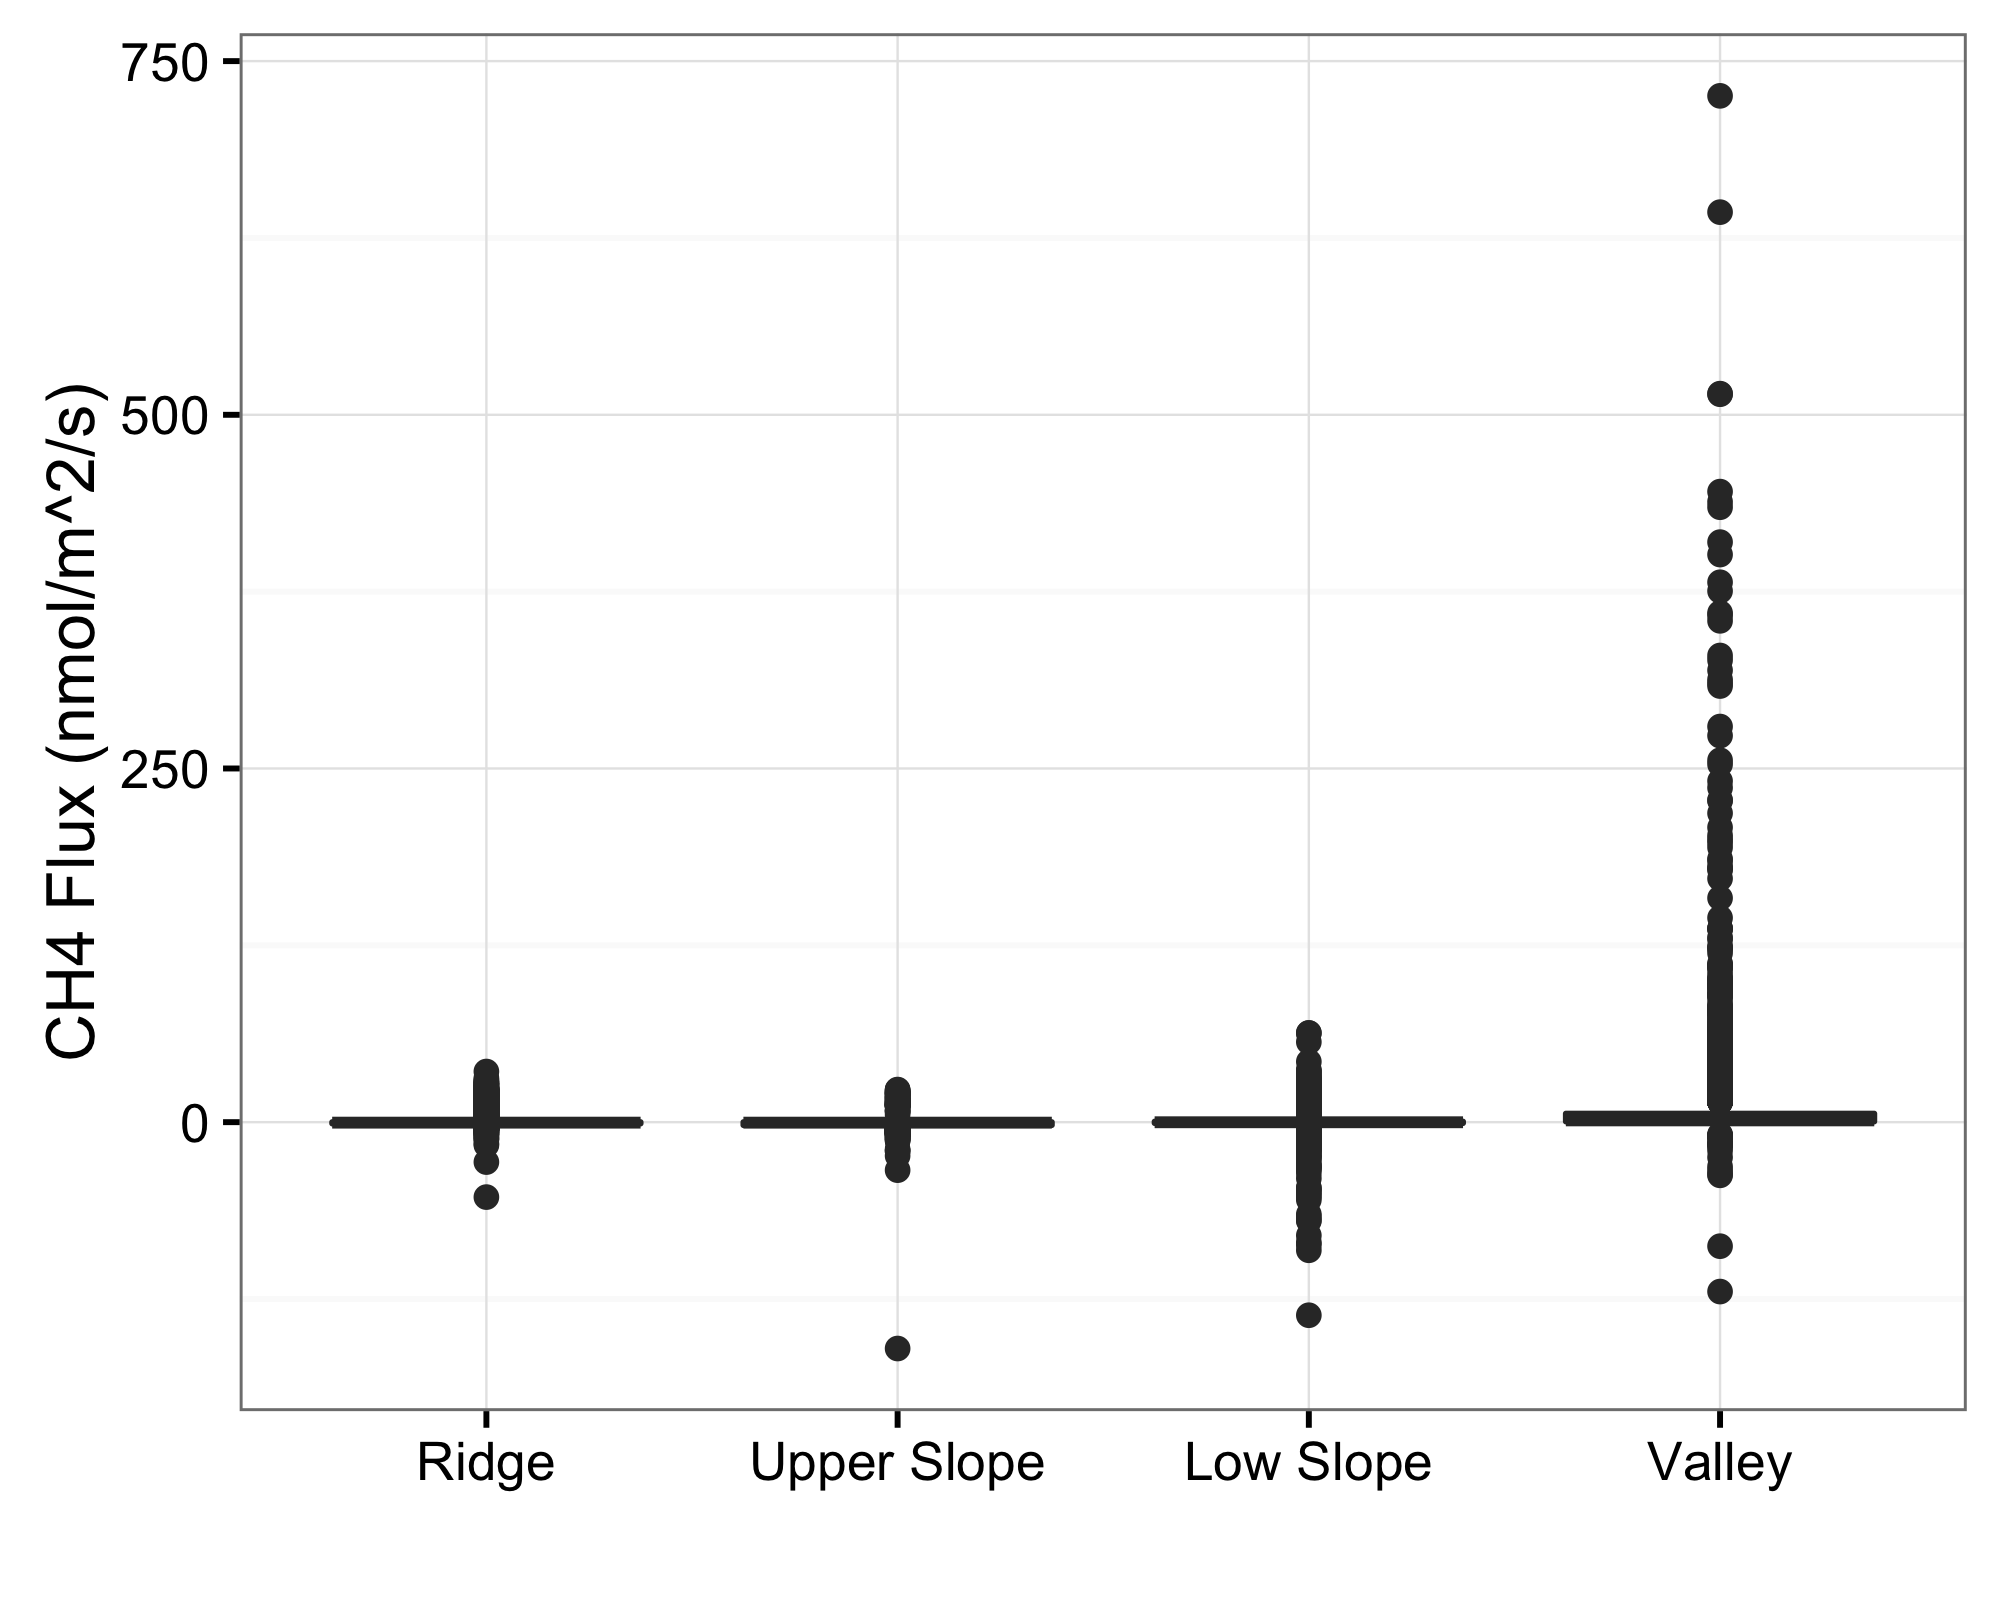 CH4 Flux (nmol/m^2/s)
750
500
250
0
Ridge
Upper Slope
Low Slope
Valley